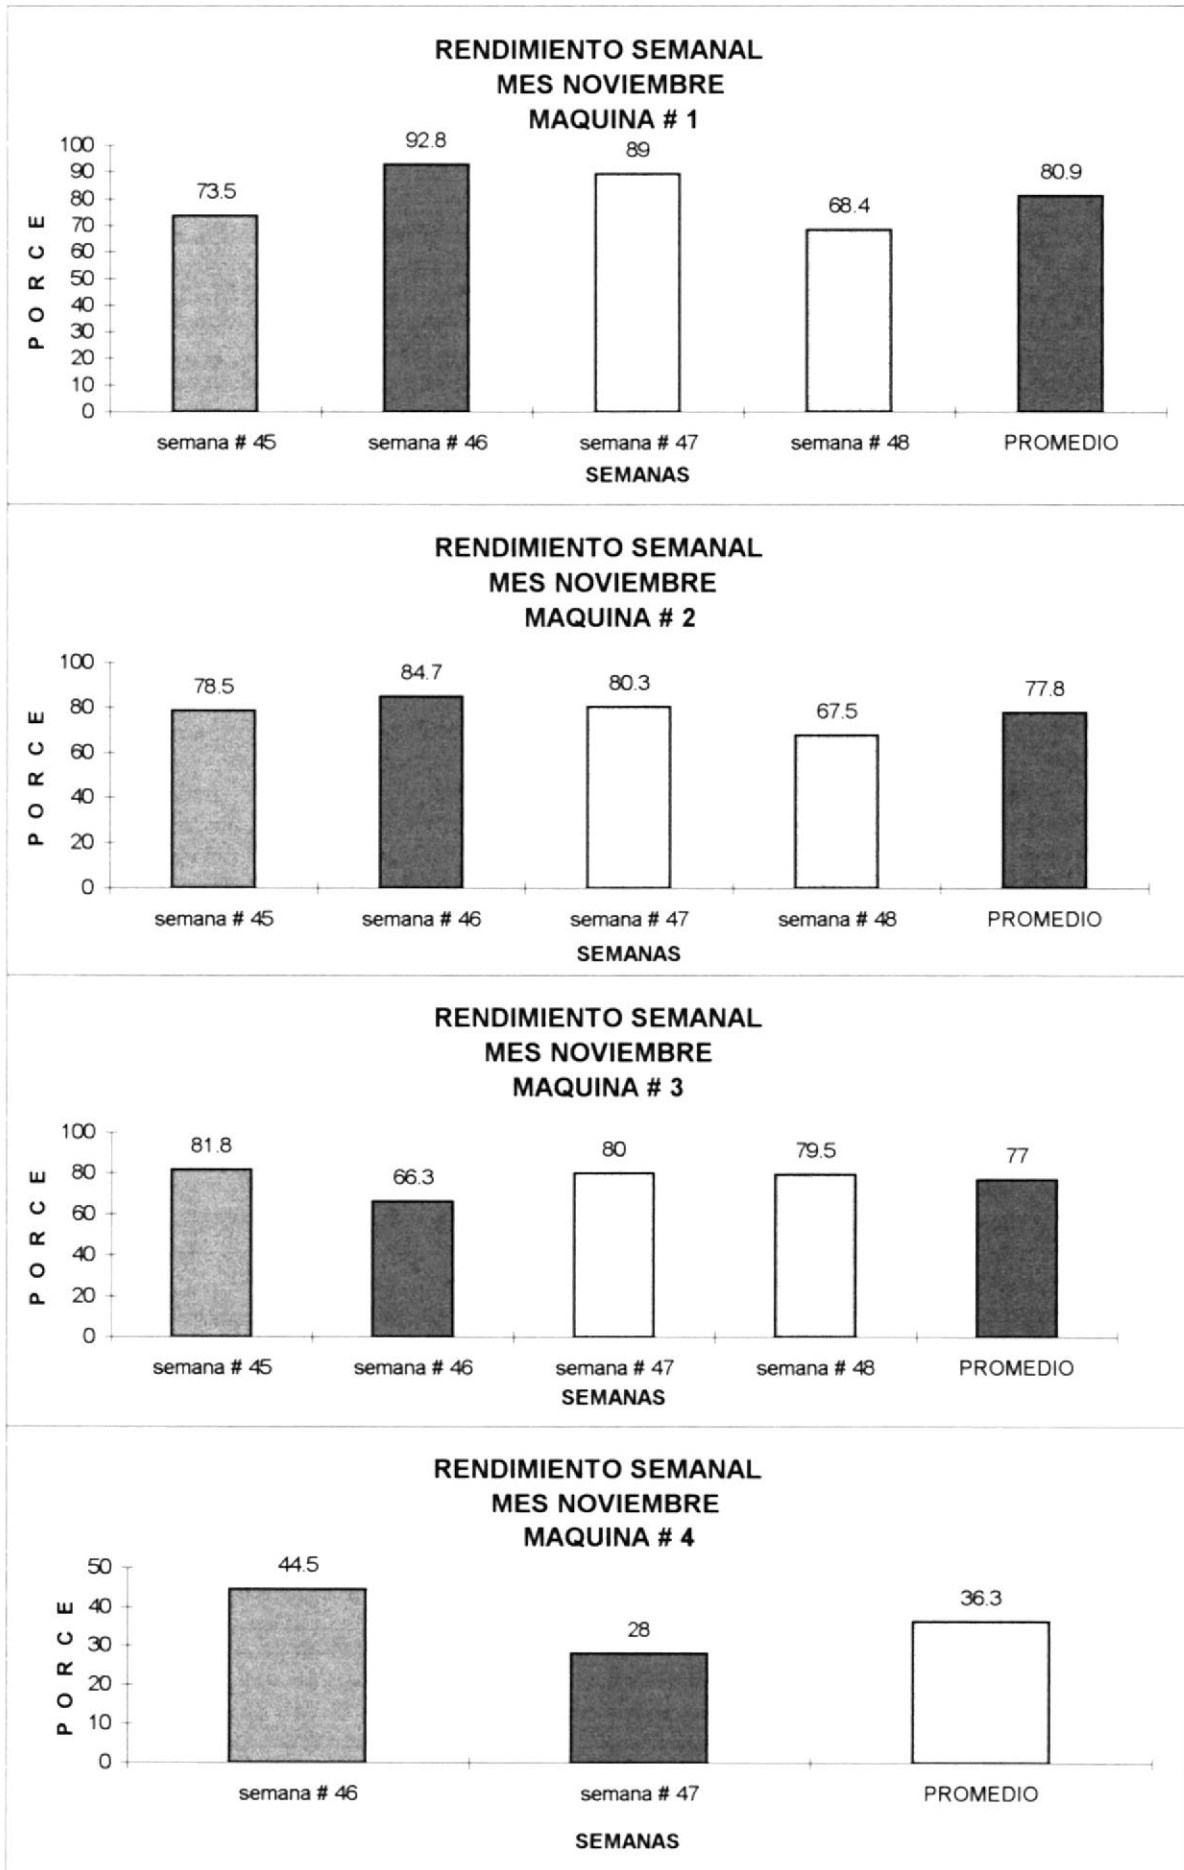 RENDIMIENTO SEMANAL
MES NOVIEMBRE
MAQUINA # 1
P O R C E
100
90
80
70
60
50
40
30
20
10
0
73.5
92.8
89
68.4
80.9
semana # 45
semana # 46
semana # 47
semana # 48
PROMEDIO
SEMANAS
RENDIMIENTO SEMANAL
MES NOVIEMBRE
MAQUINA # 2
P O R C E
100
80
60
40
20
0
78.5
84.7
80.3
67.5
77.8
semana # 45
semana # 46
semana # 47
semana # 48
PROMEDIO
SEMANAS
RENDIMIENTO SEMANAL
MES NOVIEMBRE
MAQUINA # 3
P O R C E
100
80
60
40
20
0
81.8
66.3
80
79.5
77
semana # 45
semana # 46
semana # 47
semana # 48
PROMEDIO
SEMANAS
RENDIMIENTO SEMANAL
MES NOVIEMBRE
MAQUINA # 4
P O R C E
50
40
30
20
10
0
44.5
28
36.3
semana # 46
semana # 47
PROMEDIO
SEMANAS